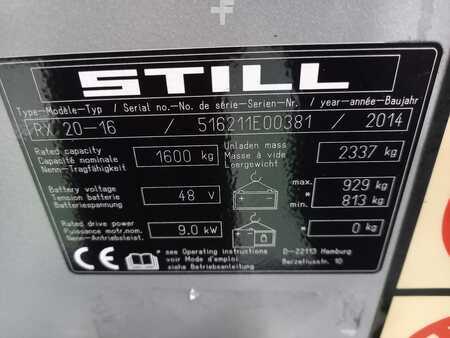 STILL
Type-Modèle-Typ / Serial no.-No. de série-Serien-Nr. / year-année-Baujahr
RX 20-16 / 516211E00381 / 2014
Rated capacity
Capacité nominale
Nenn-Tragfähigkeit
1600 kg
Unladen mass
Masse à vide
Leergewicht
2337 kg
Battery voltage
Tension batterie
Batteriespannung
48 V
max. 929 kg
*
min. 813 kg
Rated drive power
Puissance motr.nom.
Nenn-Antriebsleist.
9.0 kW
* 0 kg
CE
* see Operating instructions
voir Mode d'emploi
siehe Betriebsanleitung
D-22113 Hamburg
Berzeliusstr. 10